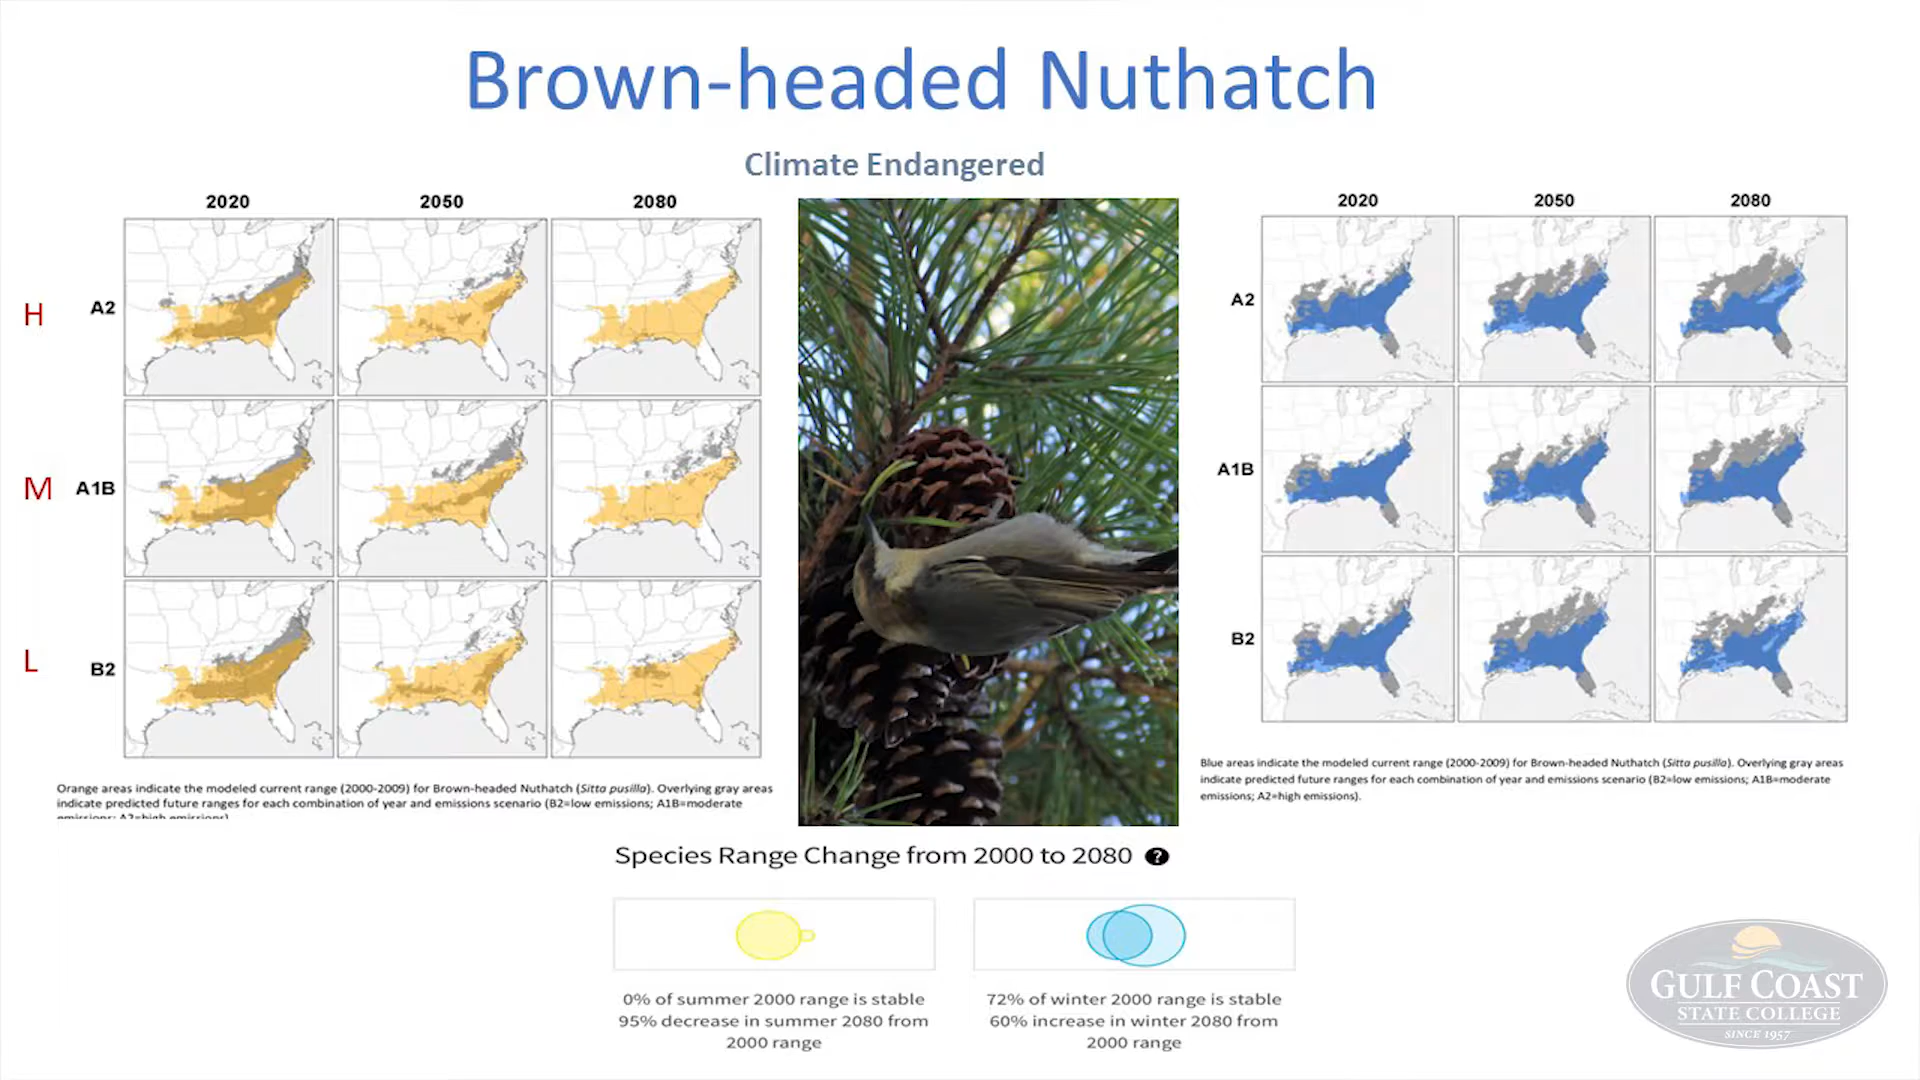 Brown-headed Nuthatch
Climate Endangered
2020 2050 2080
H A2
M A1B
L B2
Orange areas indicate the modeled current range (2000-2009) for Brown-headed Nuthatch (Sitta pusilla). Overlying gray areas
indicate predicted future ranges for each combination of year and emissions scenario (B2=low emissions; A1B=moderate
emissions; A2=high emissions)
2020 2050 2080
A2
A1B
B2
Blue areas indicate the modeled current range (2000-2009) for Brown-headed Nuthatch (Sitta pusilla). Overlying gray areas
indicate predicted future ranges for each combination of year and emissions scenario (B2=low emissions; A1B=moderate
emissions; A2=high emissions).
Species Range Change from 2000 to 2080 ?
0% of summer 2000 range is stable
95% decrease in summer 2080 from
2000 range
72% of winter 2000 range is stable
60% increase in winter 2080 from
2000 range
GULF COAST
STATE COLLEGE
SINCE 1957